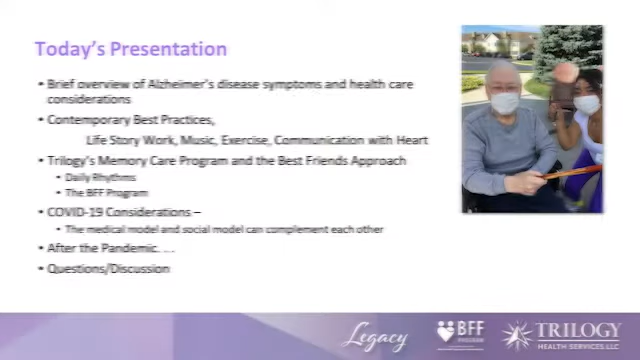 Today's Presentation
• Brief overview of Alzheimer's disease symptoms and health care
considerations
• Contemporary Best Practices,
Life Story Work, Music, Exercise, Communication with Heart
• Trilogy's Memory Care Program and the Best Friends Approach
• Daily Rhythms
• The BFF Program
• COVID-19 Considerations –
• The medical model and social model can complement each other
• After the Pandemic. …
• Questions/Discussion
Legacy
BFF
PROGRAM
TRILOGY
HEALTH SERVICES LLC